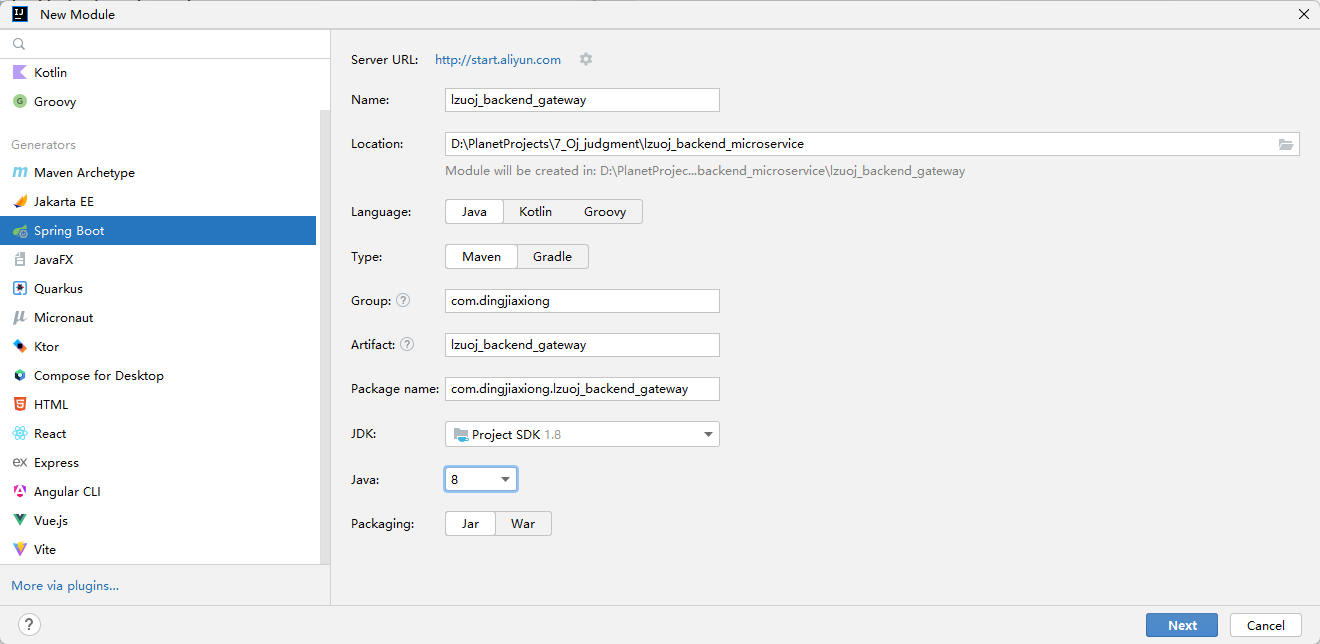 New Module
Kotlin
Groovy
Generators
Maven Archetype
Jakarta EE
Spring Boot
JavaFX
Quarkus
Micronaut
Ktor
Compose for Desktop
HTML
React
Express
Angular CLI
Vue.js
Vite
More via plugins...
Server URL: http://start.aliyun.com
Name: lzuoj_backend_gateway
Location: D:\PlanetProjects\7_Oj_judgment\lzuoj_backend_microservice
Module will be created in: D:\PlanetProjec...backend_microservice\lzuoj_backend_gateway
Language: Java Kotlin Groovy
Type: Maven Gradle
Group: ? com.dingjiaxiong
Artifact: ? lzuoj_backend_gateway
Package name: com.dingjiaxiong.lzuoj_backend_gateway
JDK: Project SDK 1.8
Java: 8
Packaging: Jar War
? Next Cancel